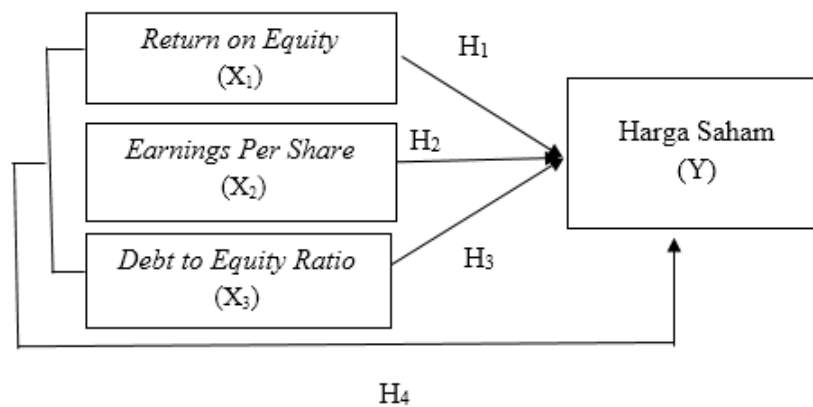 Return on Equity
(X₁)
H₁
Earnings Per Share
(X₂)
H₂
Debt to Equity Ratio
(X₃)
H₃
Harga Saham
(Y)
H₄